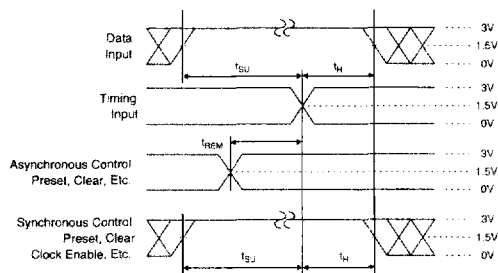 Data
Input
3V
1.5V
0V
tSU
tH
Timing
Input
3V
1.5V
0V
tREM
Asynchronous Control
Preset, Clear, Etc.
3V
1.5V
0V
Synchronous Control
Preset, Clear
Clock Enable, Etc.
3V
1.5V
0V
tSU
tH